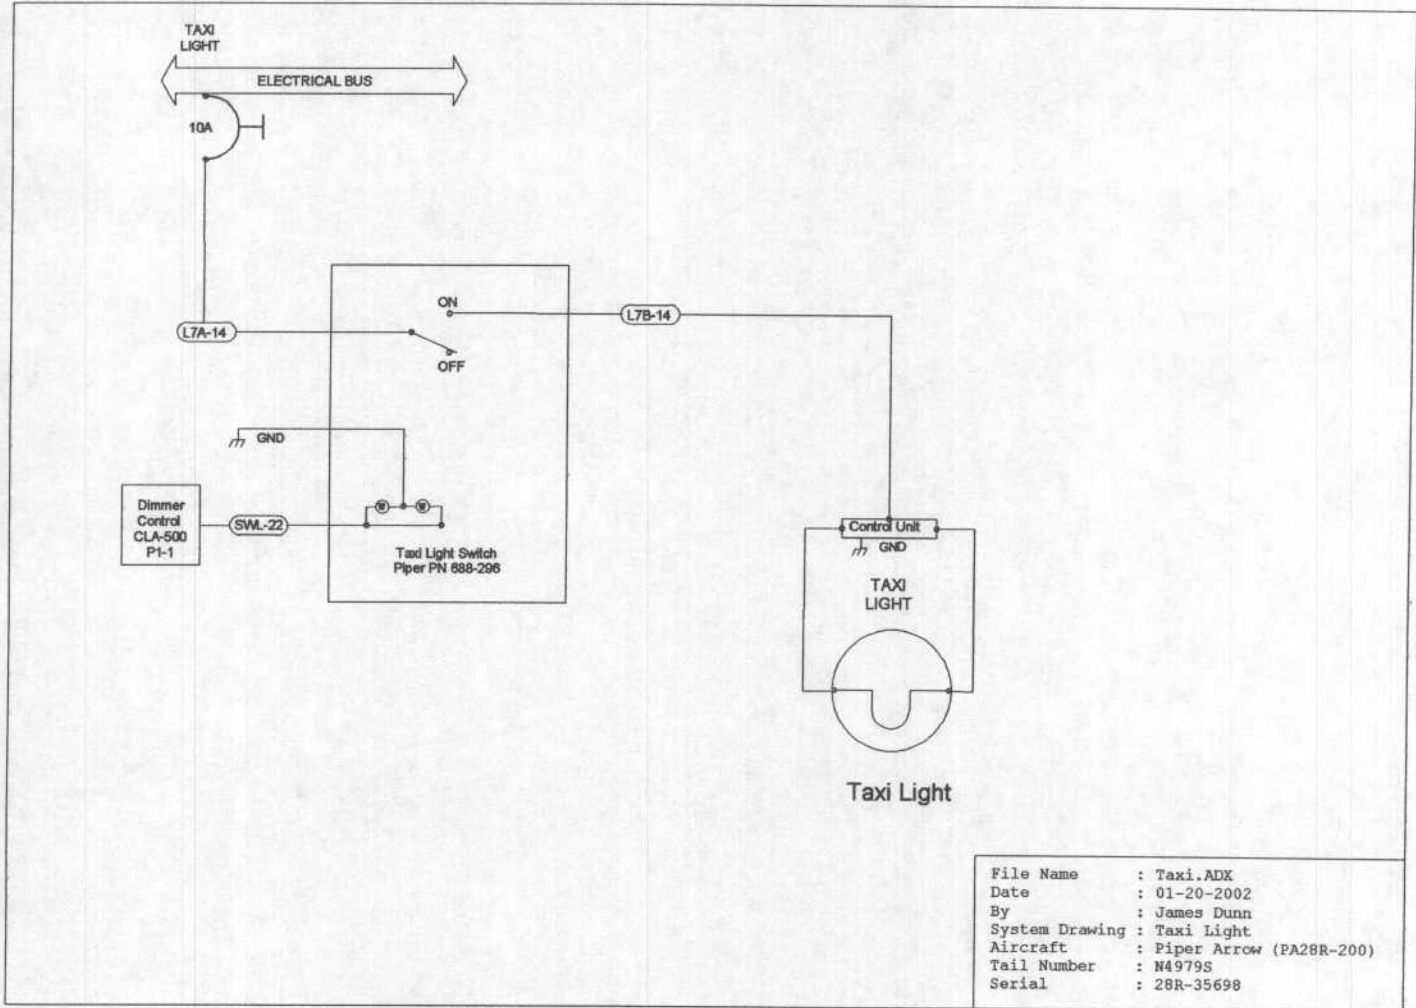 TAXI
LIGHT
ELECTRICAL BUS
10A
ON
L7B-14
L7A-14
OFF
GND
Dimmer
Control
CLA-500
P1-1
SWL-22
Taxi Light Switch
Piper PN 688-296
Control Unit
GND
TAXI
LIGHT
Taxi Light
File Name : Taxi.ADX
Date : 01-20-2002
By : James Dunn
System Drawing : Taxi Light
Aircraft : Piper Arrow (PA28R-200)
Tail Number : N4979S
Serial : 28R-35698